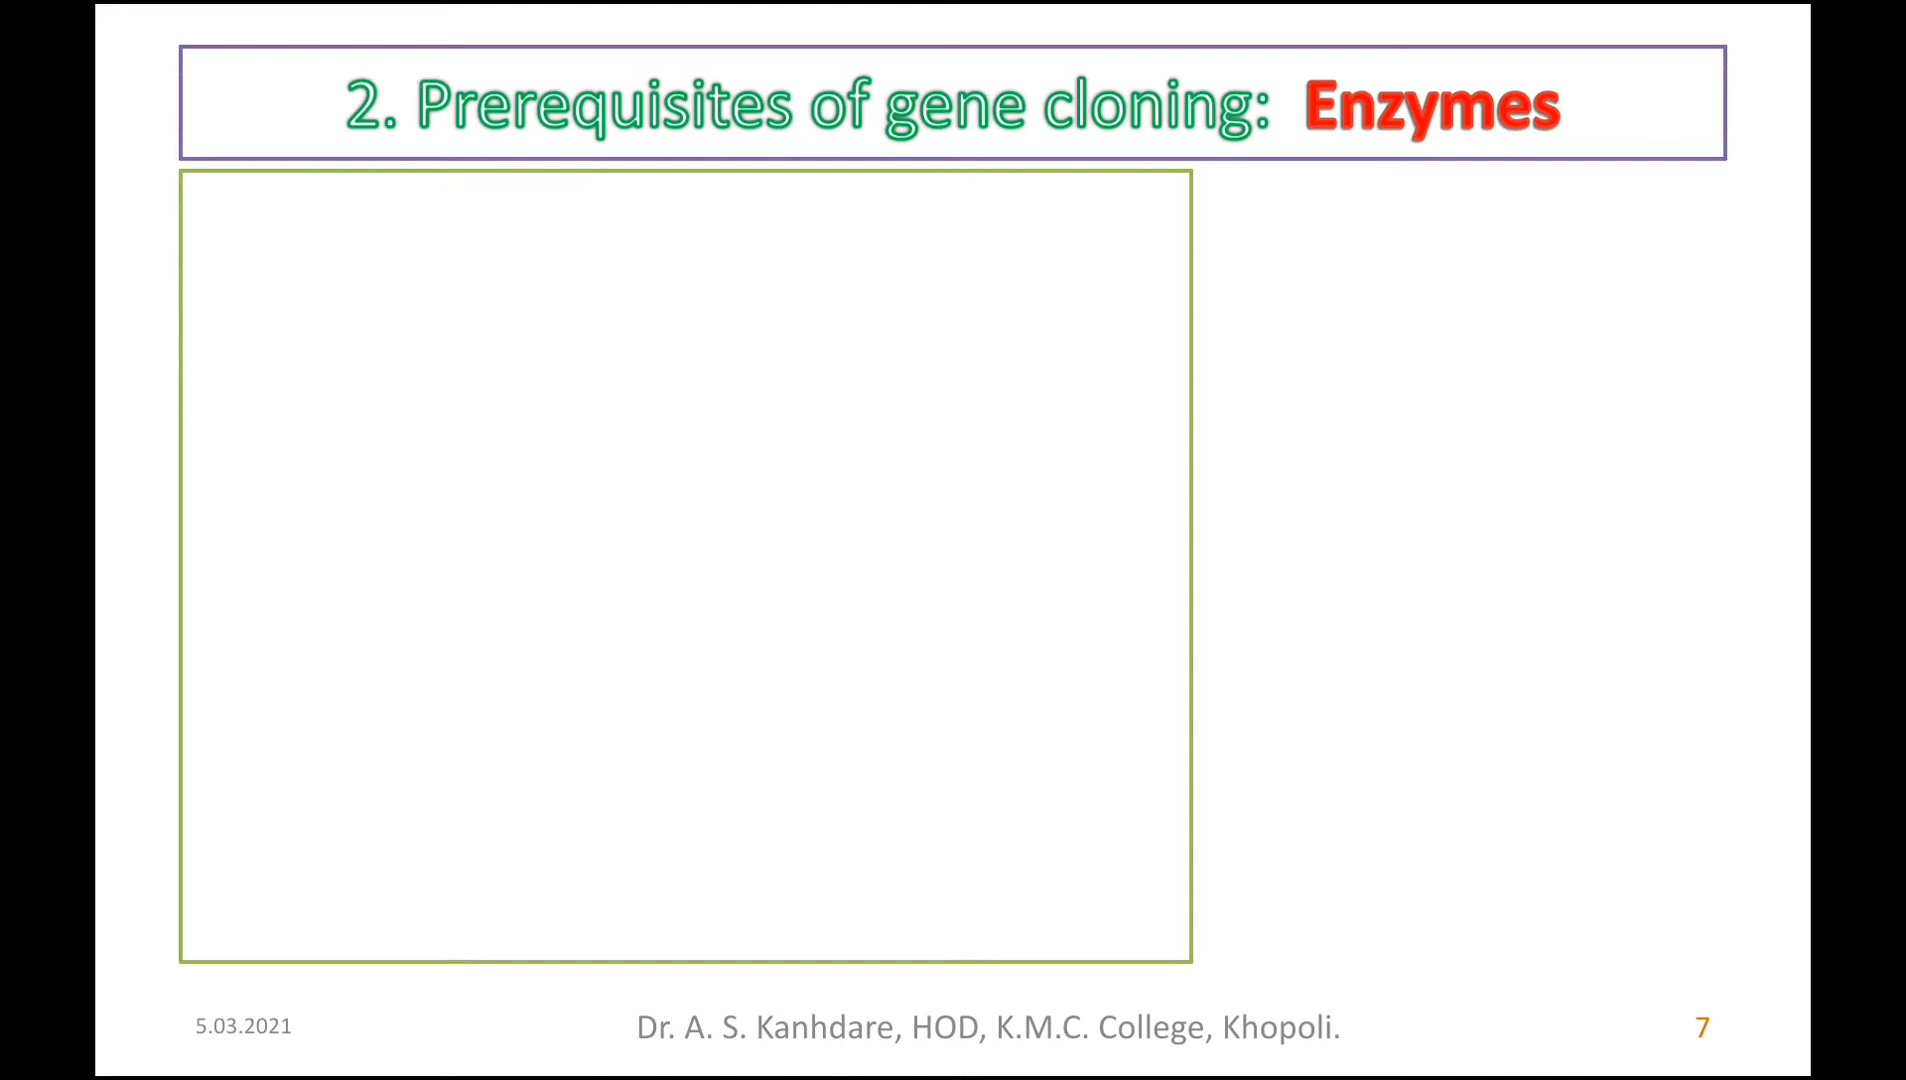 2. Prerequisites of gene cloning: Enzymes
5.03.2021
Dr. A. S. Kanhdare, HOD, K.M.C. College, Khopoli.
7